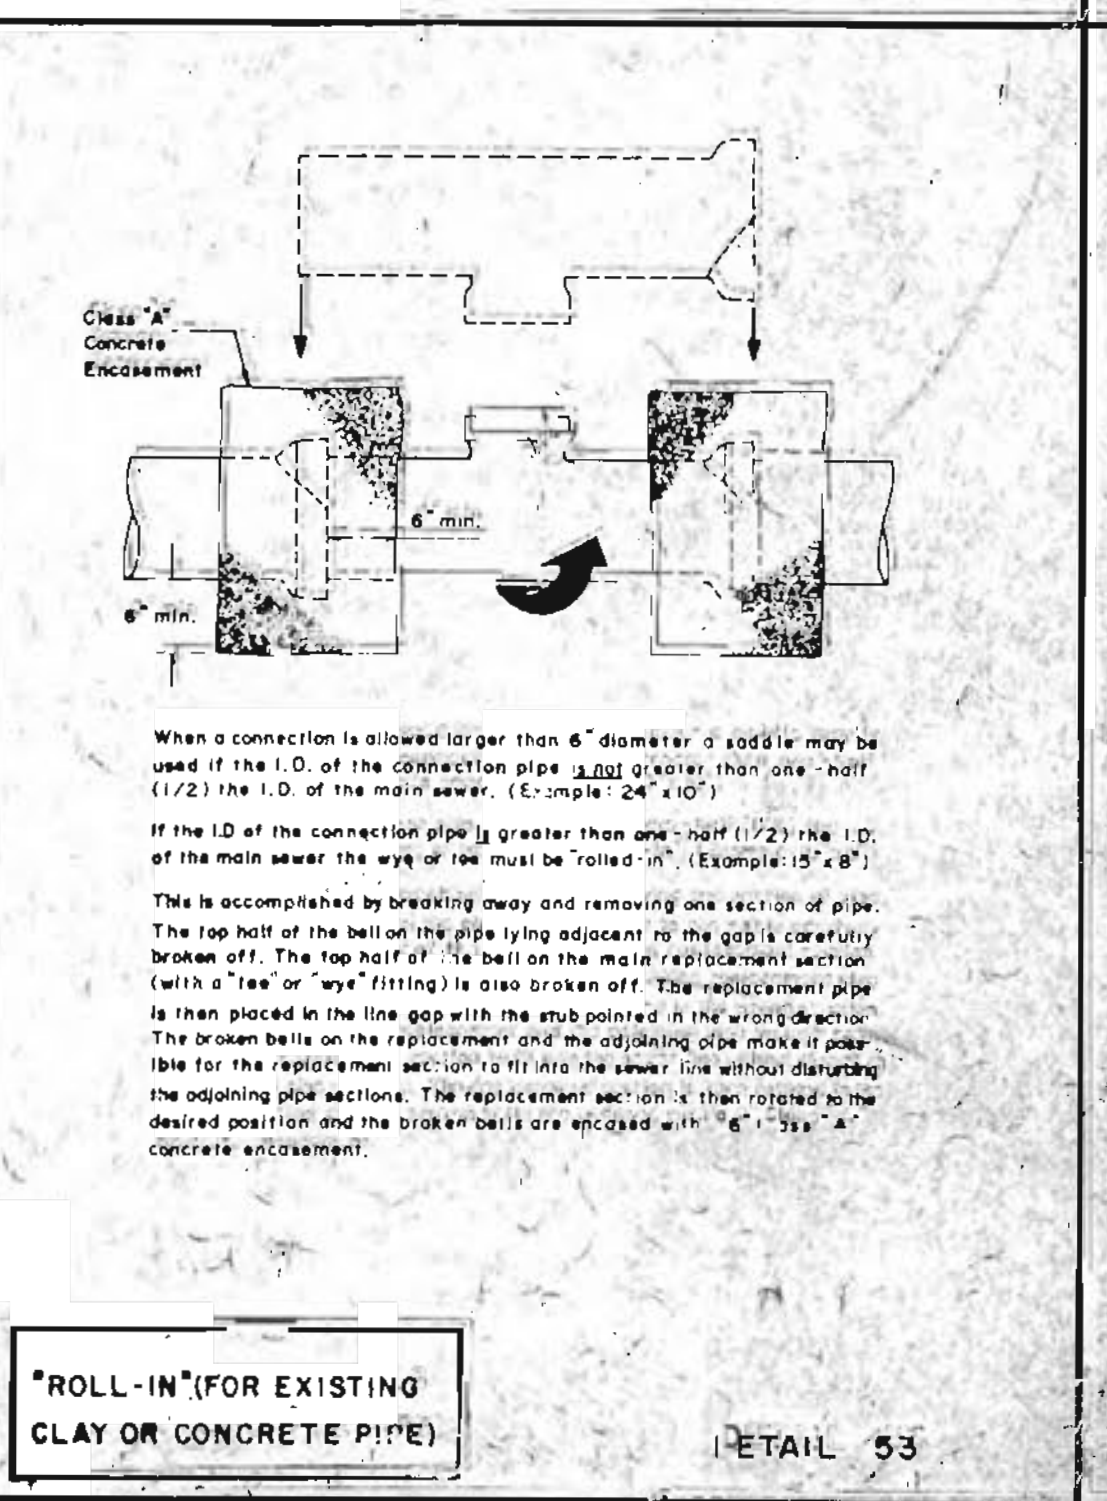 Class "A"
Concrete
Encasement
6" min.
6" min.
When a connection is allowed larger than 6" diameter a saddle may be
used if the I.D. of the connection pipe is not greater than one-half
(1/2) the I.D. of the main sewer. (Example: 24" x 10")
If the I.D of the connection pipe is greater than one-half (1/2) the I.D.
of the main sewer the wye or tee must be "rolled-in". (Example: 15" x 8")
This is accomplished by breaking away and removing one section of pipe.
The top half of the bell on the pipe lying adjacent to the gap is carefully
broken off. The top half of the bell on the main replacement section
(with a "tee" or "wye" fitting) is also broken off. The replacement pipe
is then placed in the line gap with the stub pointed in the wrong direction
The broken bells on the replacement and the adjoining pipe make it poss-
ible for the replacement section to fit into the sewer line without disturbing
the adjoining pipe sections. The replacement section is then rotated to the
desired position and the broken bells are encased with 6" Class "A"
concrete encasement.
"ROLL-IN" (FOR EXISTING
CLAY OR CONCRETE PIPE)
DETAIL 53